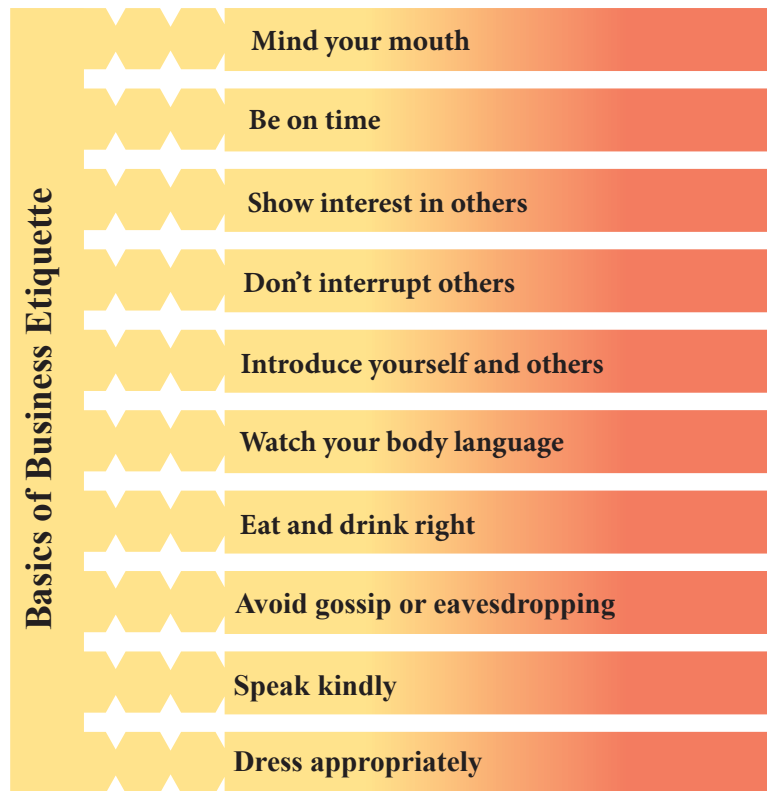 Basics of Business Etiquette
Mind your mouth
Be on time
Show interest in others
Don’t interrupt others
Introduce yourself and others
Watch your body language
Eat and drink right
Avoid gossip or eavesdropping
Speak kindly
Dress appropriately